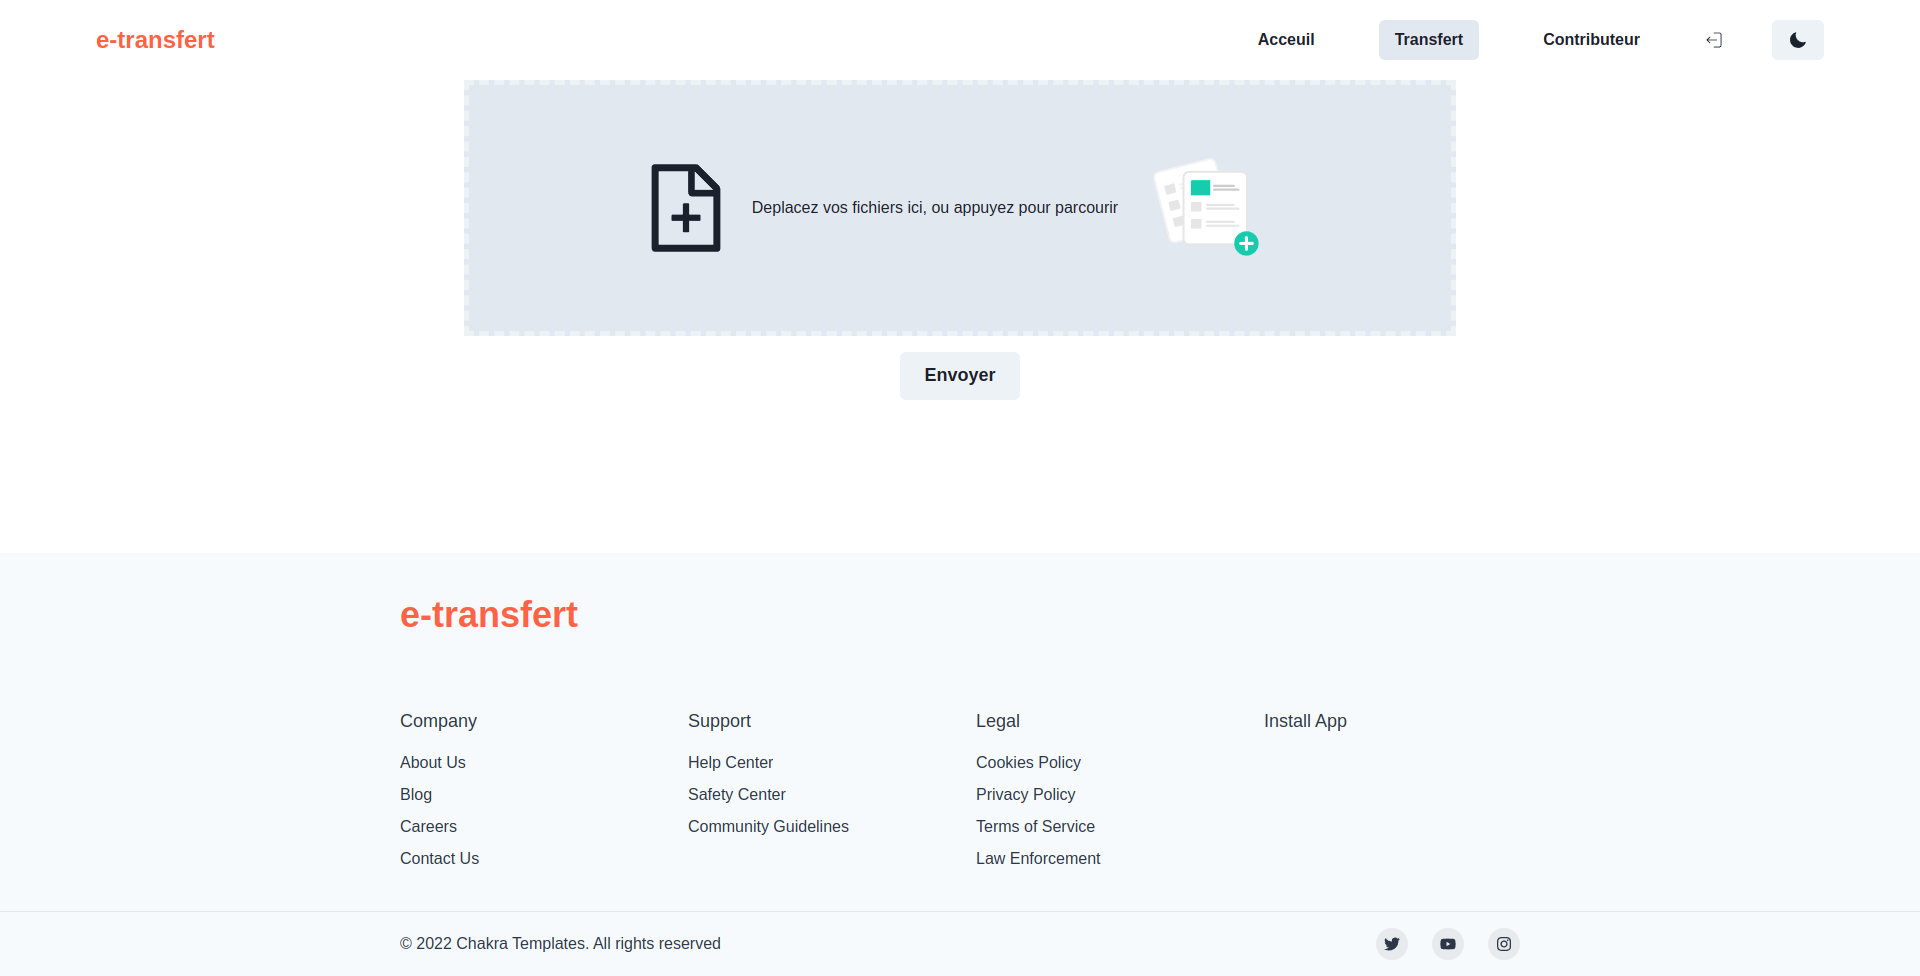 e-transfert
Acceuil
Transfert
Contributeur
Deplacez vos fichiers ici, ou appuyez pour parcourir
Envoyer
e-transfert
Company
About Us
Blog
Careers
Contact Us
Support
Help Center
Safety Center
Community Guidelines
Legal
Cookies Policy
Privacy Policy
Terms of Service
Law Enforcement
Install App
© 2022 Chakra Templates. All rights reserved